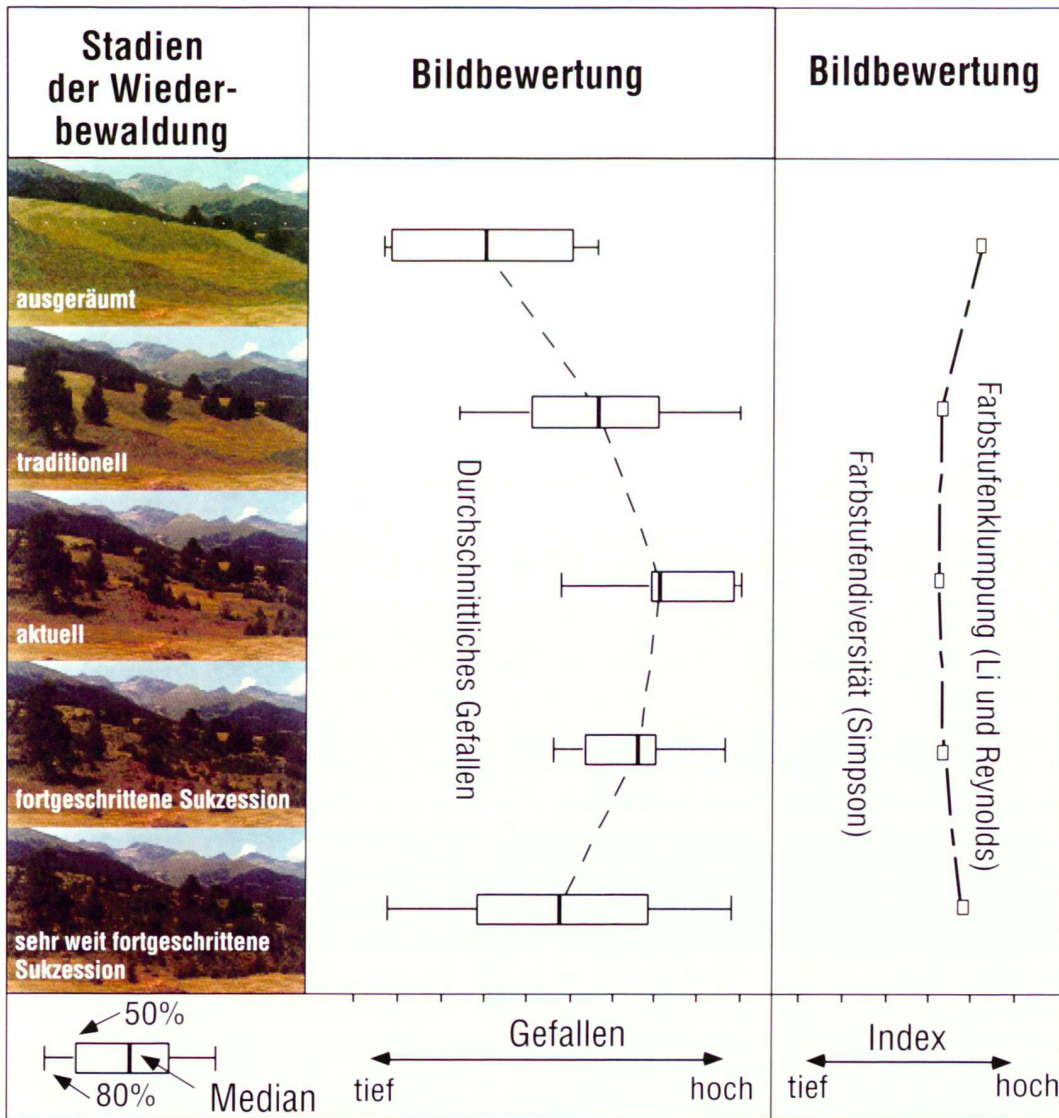 Stadien
der Wieder-
bewaldung
Bildbewertung
Bildbewertung
ausgeräumt
traditionell
aktuell
fortgeschrittene Sukzession
sehr weit fortgeschrittene
Sukzession
Durchschnittliches Gefallen
Farbstufendiversität (Simpson)
Farbstufenklumpung (Li und Reynolds)
50%
80%
Median
Gefallen
tief
hoch
Index
tief
hoch